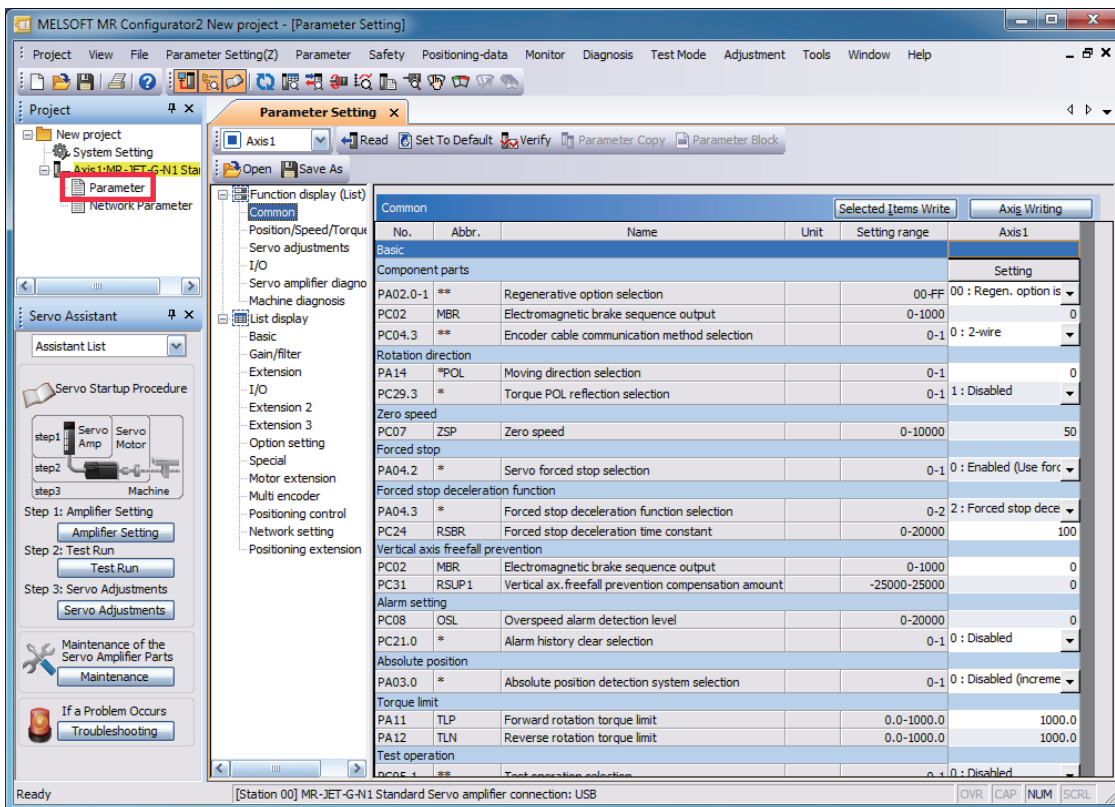 MELSOFT MR Configurator2 New project - [Parameter Setting]
Project View File Parameter Setting(Z) Parameter Safety Positioning-data Monitor Diagnosis Test Mode Adjustment Tools Window Help
Project
New project
System Setting
Axis1:MR-JET-G-N1 Sta
Parameter
Network Parameter
Servo Assistant
Assistant List
Servo Startup Procedure
step1 Servo Amp Servo Motor
step2
step3 Machine
Step 1: Amplifier Setting
Amplifier Setting
Step 2: Test Run
Test Run
Step 3: Servo Adjustments
Servo Adjustments
Maintenance of the
Servo Amplifier Parts
Maintenance
If a Problem Occurs
Troubleshooting
Parameter Setting
Axis1 Read Set To Default Verify Parameter Copy Parameter Block
Open Save As
Function display (List)
Common
Position/Speed/Torque
Servo adjustments
I/O
Servo amplifier diagno
Machine diagnosis
List display
Basic
Gain/filter
Extension
I/O
Extension 2
Extension 3
Option setting
Special
Motor extension
Multi encoder
Positioning control
Network setting
Positioning extension
Common Selected Items Write Axis Writing
No. Abbr. Name Unit Setting range Axis1
Basic
Component parts Setting
PA02.0-1 ** Regenerative option selection 00-FF 00 : Regen. option is
PC02 MBR Electromagnetic brake sequence output 0-1000 0
PC04.3 ** Encoder cable communication method selection 0-1 0 : 2-wire
Rotation direction
PA14 *POL Moving direction selection 0-1 0
PC29.3 * Torque POL reflection selection 0-1 1 : Disabled
Zero speed
PC07 ZSP Zero speed 0-10000 50
Forced stop
PA04.2 * Servo forced stop selection 0-1 0 : Enabled (Use forc
Forced stop deceleration function
PA04.3 * Forced stop deceleration function selection 0-2 2 : Forced stop dece
PC24 RSBR Forced stop deceleration time constant 0-20000 100
Vertical axis freefall prevention
PC02 MBR Electromagnetic brake sequence output 0-1000 0
PC31 RSUP1 Vertical ax.freefall prevention compensation amount -25000-25000 0
Alarm setting
PC08 OSL Overspeed alarm detection level 0-20000 0
PC21.0 * Alarm history clear selection 0-1 0 : Disabled
Absolute position
PA03.0 * Absolute position detection system selection 0-1 0 : Disabled (increme
Torque limit
PA11 TLP Forward rotation torque limit 0.0-1000.0 1000.0
PA12 TLN Reverse rotation torque limit 0.0-1000.0 1000.0
Test operation
PC05.1 ** Test operation selection 0-1 0 : Disabled
Ready [Station 00] MR-JET-G-N1 Standard Servo amplifier connection: USB OVR CAP NUM SCRL